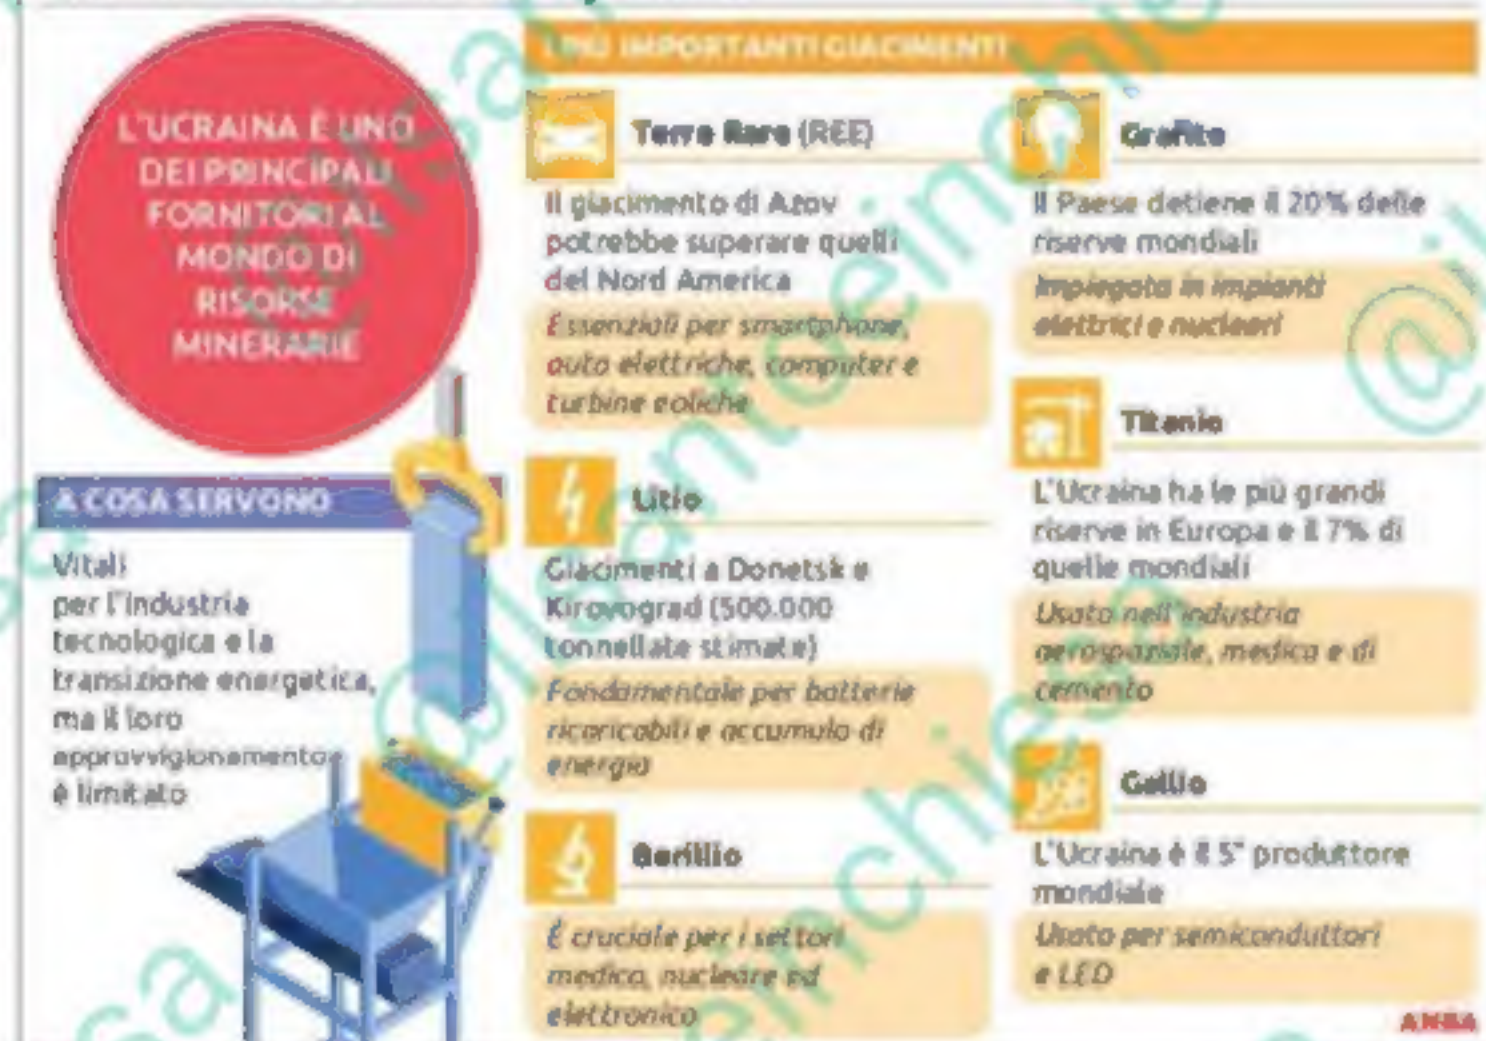 L'UCRAINA È UNO
DEI PRINCIPALI
FORNITORI AL
MONDO DI
RISORSE
MINERARIE
A COSA SERVONO
Vitali
per l'industria
tecnologica e la
transizione energetica,
ma il loro
approvvigionamento
è limitato
I PIÙ IMPORTANTI GIACIMENTI
Terre Rare (REE)
Il giacimento di Azov
potrebbe superare quelli
del Nord America
Essenziali per smartphone,
auto elettriche, computer e
turbine eoliche
Litio
Giacimenti a Donetsk e
Kirovograd (500.000
tonnellate stimate)
Fondamentale per batterie
ricaricabili e accumulo di
energia
Berillio
È cruciale per i settori
medico, nucleare ed
elettronico
Grafite
Il Paese detiene il 20% delle
riserve mondiali
Impiegata in impianti
elettrici e nucleari
Titanio
L'Ucraina ha le più grandi
riserve in Europa e il 7% di
quelle mondiali
Usato nell'industria
aerospaziale, medica e di
cemento
Gallio
L'Ucraina è il 5° produttore
mondiale
Usato per semiconduttori
e LED